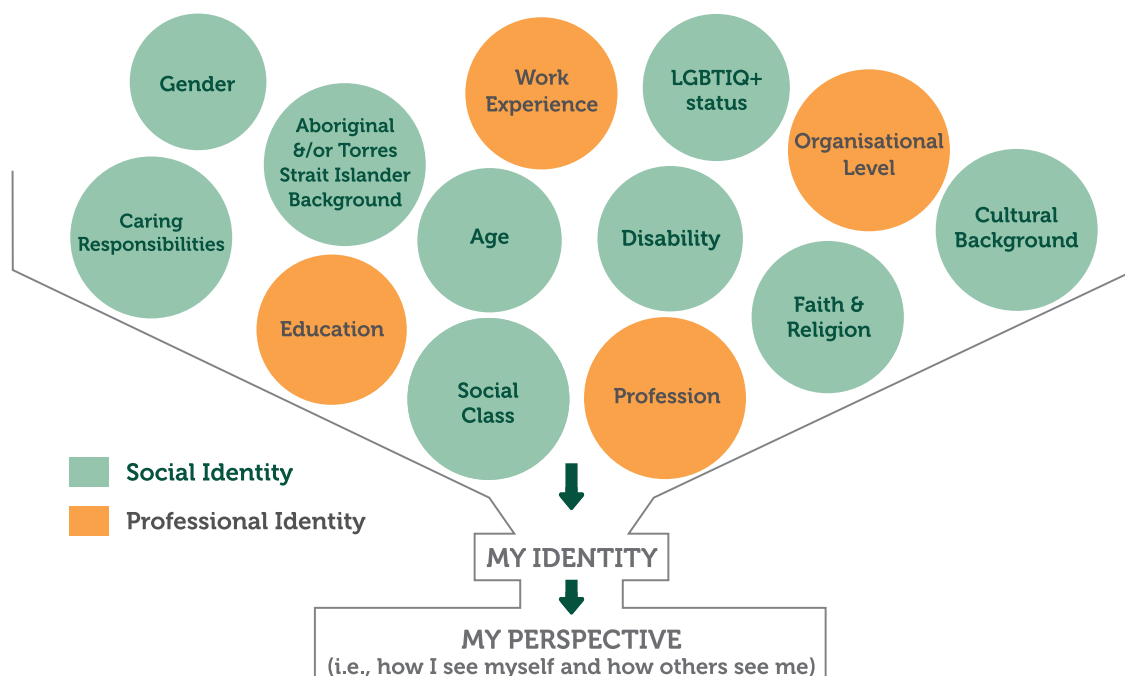 Gender
Work
Experience
LGBTIQ+
status
Aboriginal
&/or Torres
Strait Islander
Background
Organisational
Level
Caring
Responsibilities
Age
Disability
Cultural
Background
Education
Faith &
Religion
Social
Class
Profession
Social Identity
Professional Identity
MY IDENTITY
MY PERSPECTIVE
(i.e., how I see myself and how others see me)